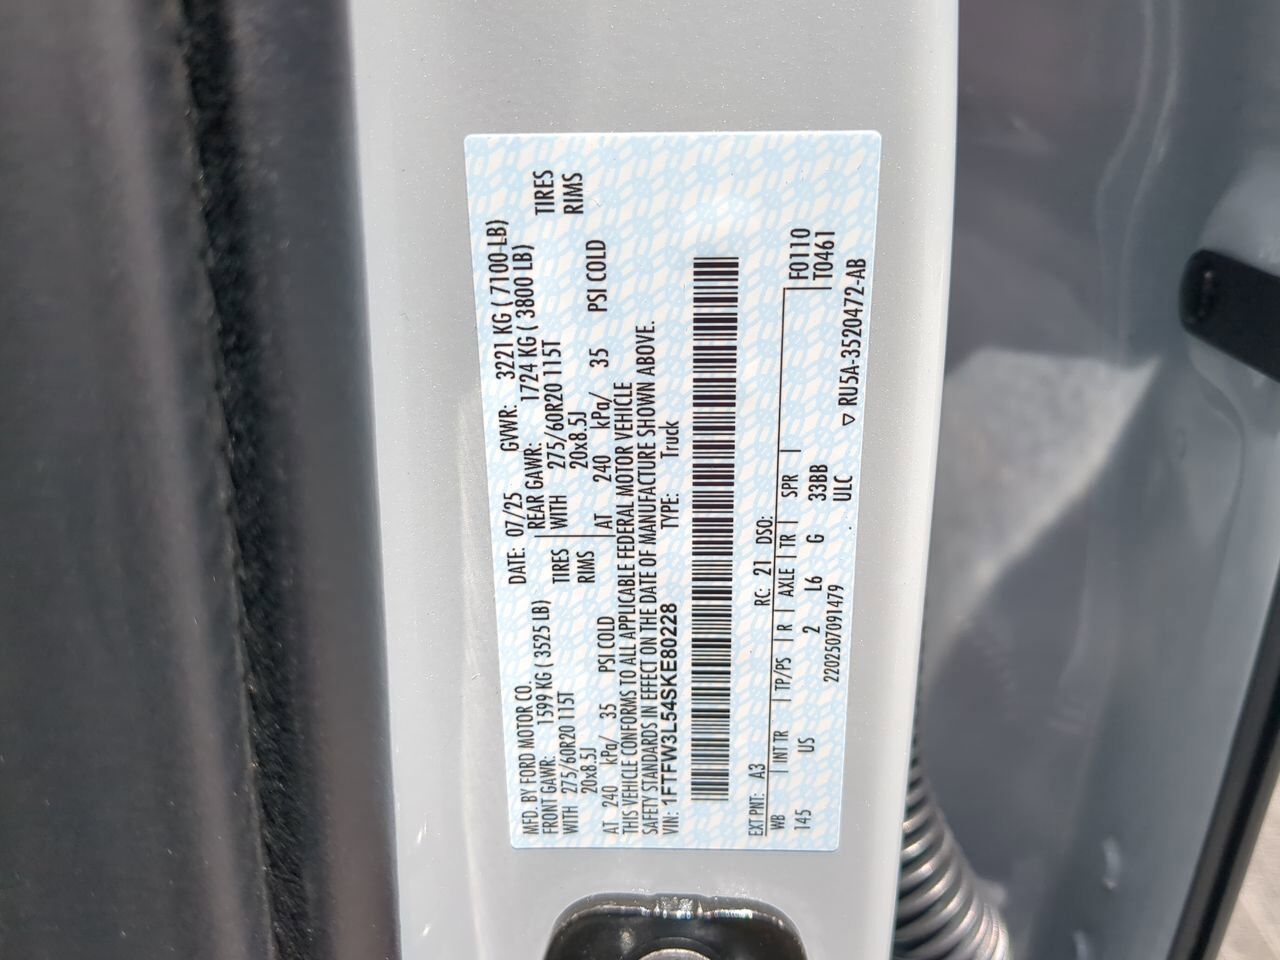 MFD. BY FORD MOTOR CO.
DATE: 07/25 GVWR: 3221 KG ( 7100 LB)
FRONT GAWR: 1599 KG ( 3525 LB)
REAR GAWR: 1724 KG ( 3800 LB)
WITH 275/60R20 115T TIRES
WITH 275/60R20 115T TIRES
20x8.5J RIMS
20x8.5J RIMS
AT 240 kPa/ 35 PSI COLD
AT 240 kPa/ 35 PSI COLD
THIS VEHICLE CONFORMS TO ALL APPLICABLE FEDERAL MOTOR VEHICLE
SAFETY STANDARDS IN EFFECT ON THE DATE OF MANUFACTURE SHOWN ABOVE.
VIN: 1FTFW3L54SKE80228 TYPE: Truck
EXT PNT: A3 RC: 21 DSO:
WB INT TR TP/PS R AXLE TR SPR F0110
145 US 2 L6 G 33BB T0461
2202507091479 ULC
▽ RU5A-3520472-AB